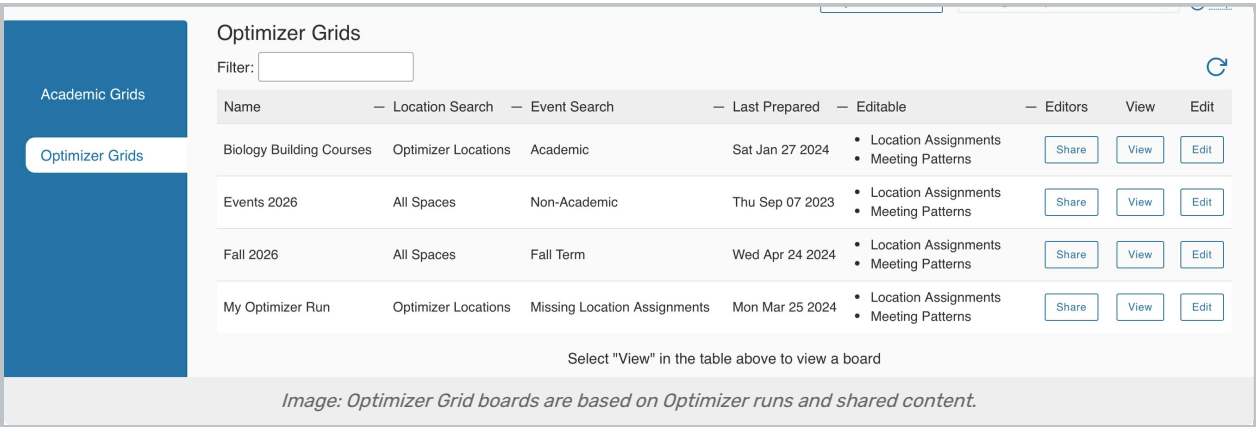 Optimizer Grids
Filter:
Academic Grids
Optimizer Grids
Name — Location Search — Event Search — Last Prepared — Editable — Editors View Edit
Biology Building Courses Optimizer Locations Academic Sat Jan 27 2024 • Location Assignments • Meeting Patterns Share View Edit
Events 2026 All Spaces Non-Academic Thu Sep 07 2023 • Location Assignments • Meeting Patterns Share View Edit
Fall 2026 All Spaces Fall Term Wed Apr 24 2024 • Location Assignments • Meeting Patterns Share View Edit
My Optimizer Run Optimizer Locations Missing Location Assignments Mon Mar 25 2024 • Location Assignments • Meeting Patterns Share View Edit
Select "View" in the table above to view a board
Image: Optimizer Grid boards are based on Optimizer runs and shared content.